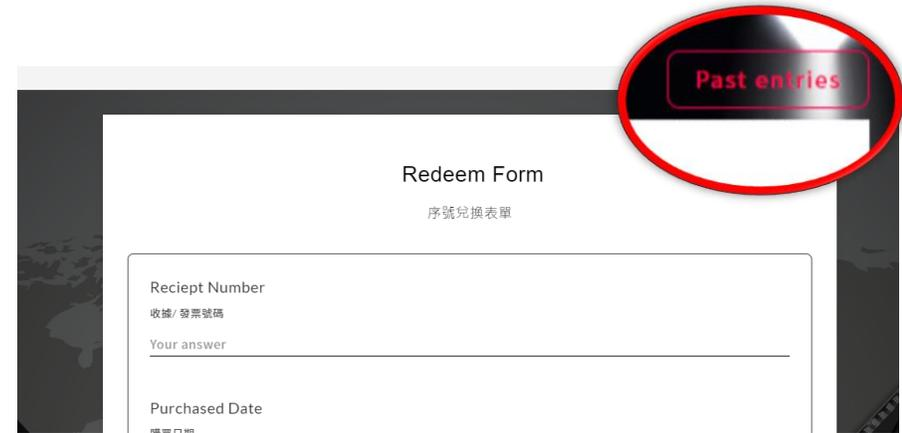 Past entries
Redeem Form
序號兌換表單
Reciept Number
收據/ 發票號碼
Your answer
Purchased Date